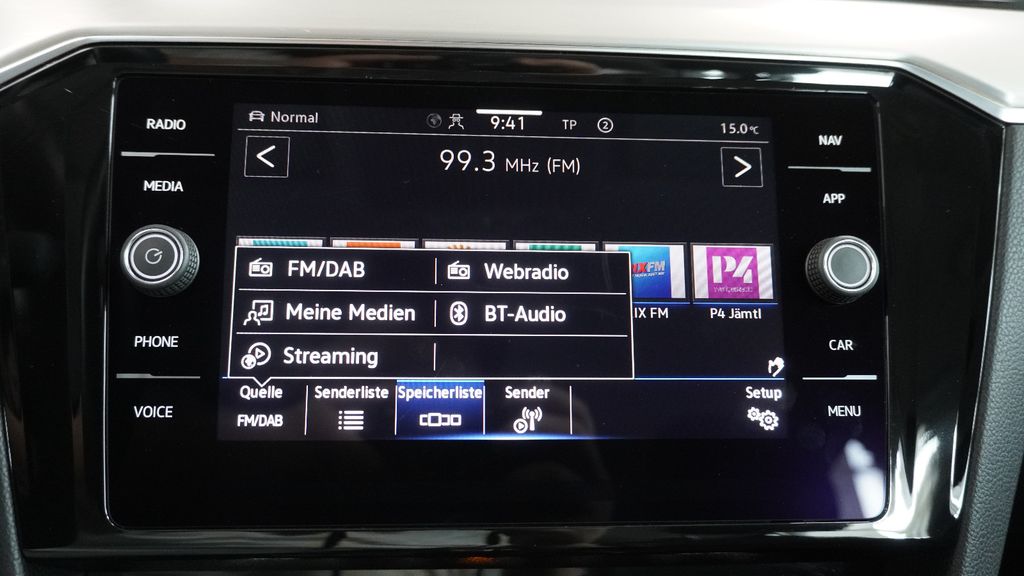 RADIO
MEDIA
PHONE
VOICE
Normal
9:41
TP
2
15.0°C
99.3 MHz (FM)
FM/DAB
Webradio
Meine Medien
BT-Audio
Streaming
IX FM
P4
P4 Jämtl
Quelle
FM/DAB
Senderliste
Speicherliste
Sender
Setup
NAV
APP
CAR
MENU